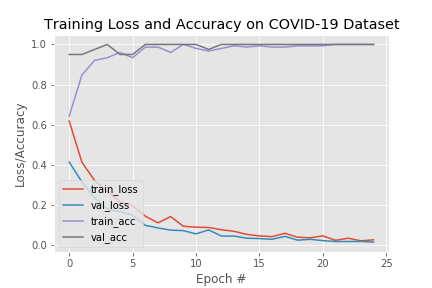 Training Loss and Accuracy on COVID-19 Dataset
Loss/Accuracy
1.0
0.8
0.6
0.4
0.2
0.0
train_loss
val_loss
train_acc
val_acc
0 5 10 15 20 25
Epoch #